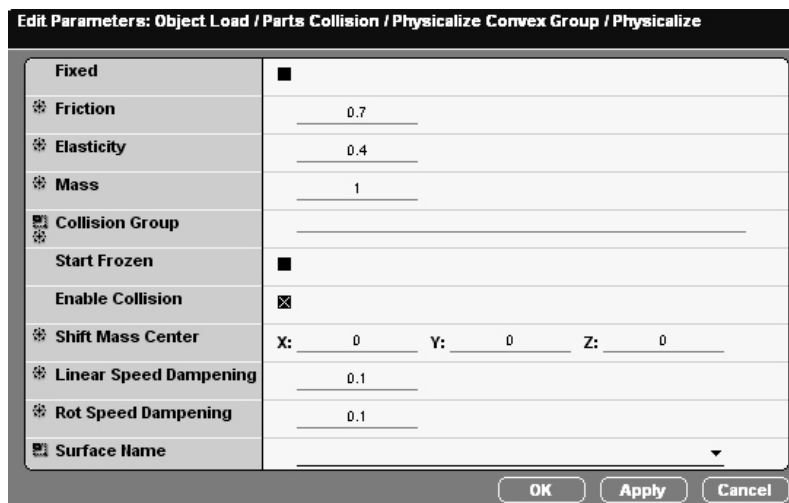 Edit Parameters: Object Load / Parts Collision / Physicalize Convex Group / Physicalize
Fixed
Friction 0.7
Elasticity 0.4
Mass 1
Collision Group
Start Frozen
Enable Collision
Shift Mass Center X: 0 Y: 0 Z: 0
Linear Speed Dampening 0.1
Rot Speed Dampening 0.1
Surface Name
OK Apply Cancel